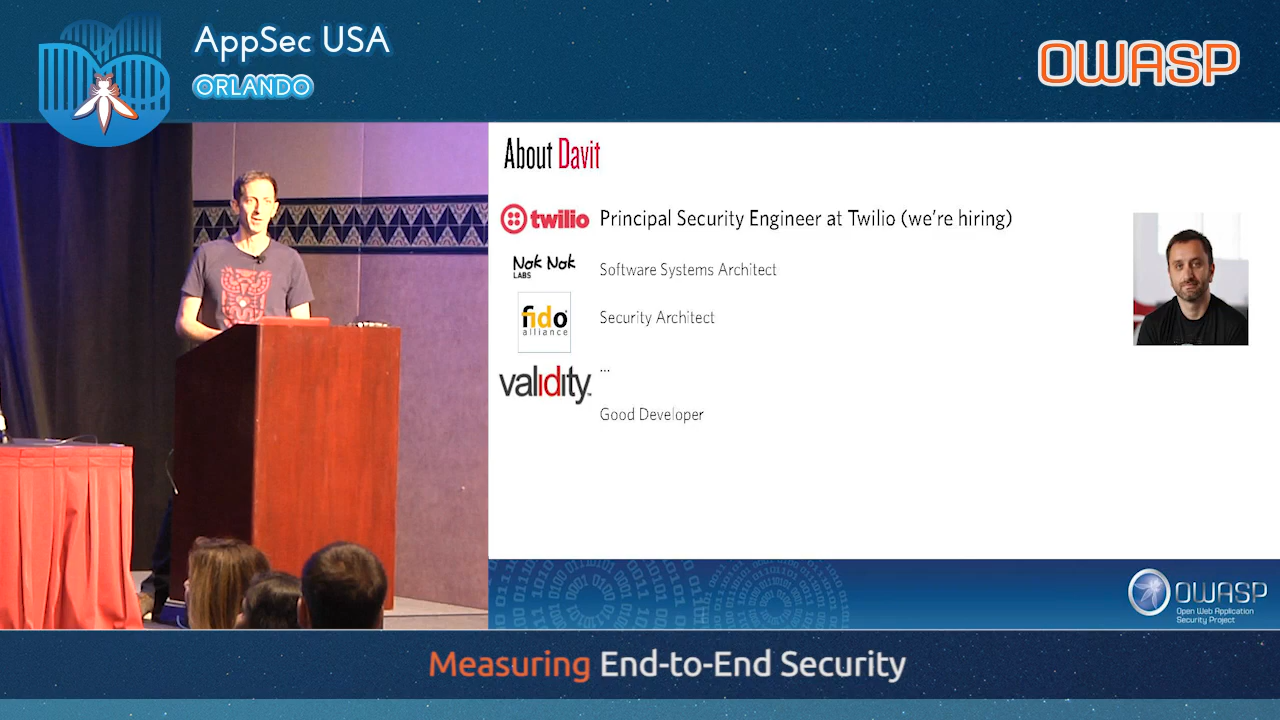 AppSec USA
ORLANDO
OWASP
About Davit
twilio
Principal Security Engineer at Twilio (we're hiring)
Nok Nok
LABS
Software Systems Architect
fido
alliance
Security Architect
validity
...
Good Developer
OWASP
Open Web Application
Security Project
Measuring End-to-End Security